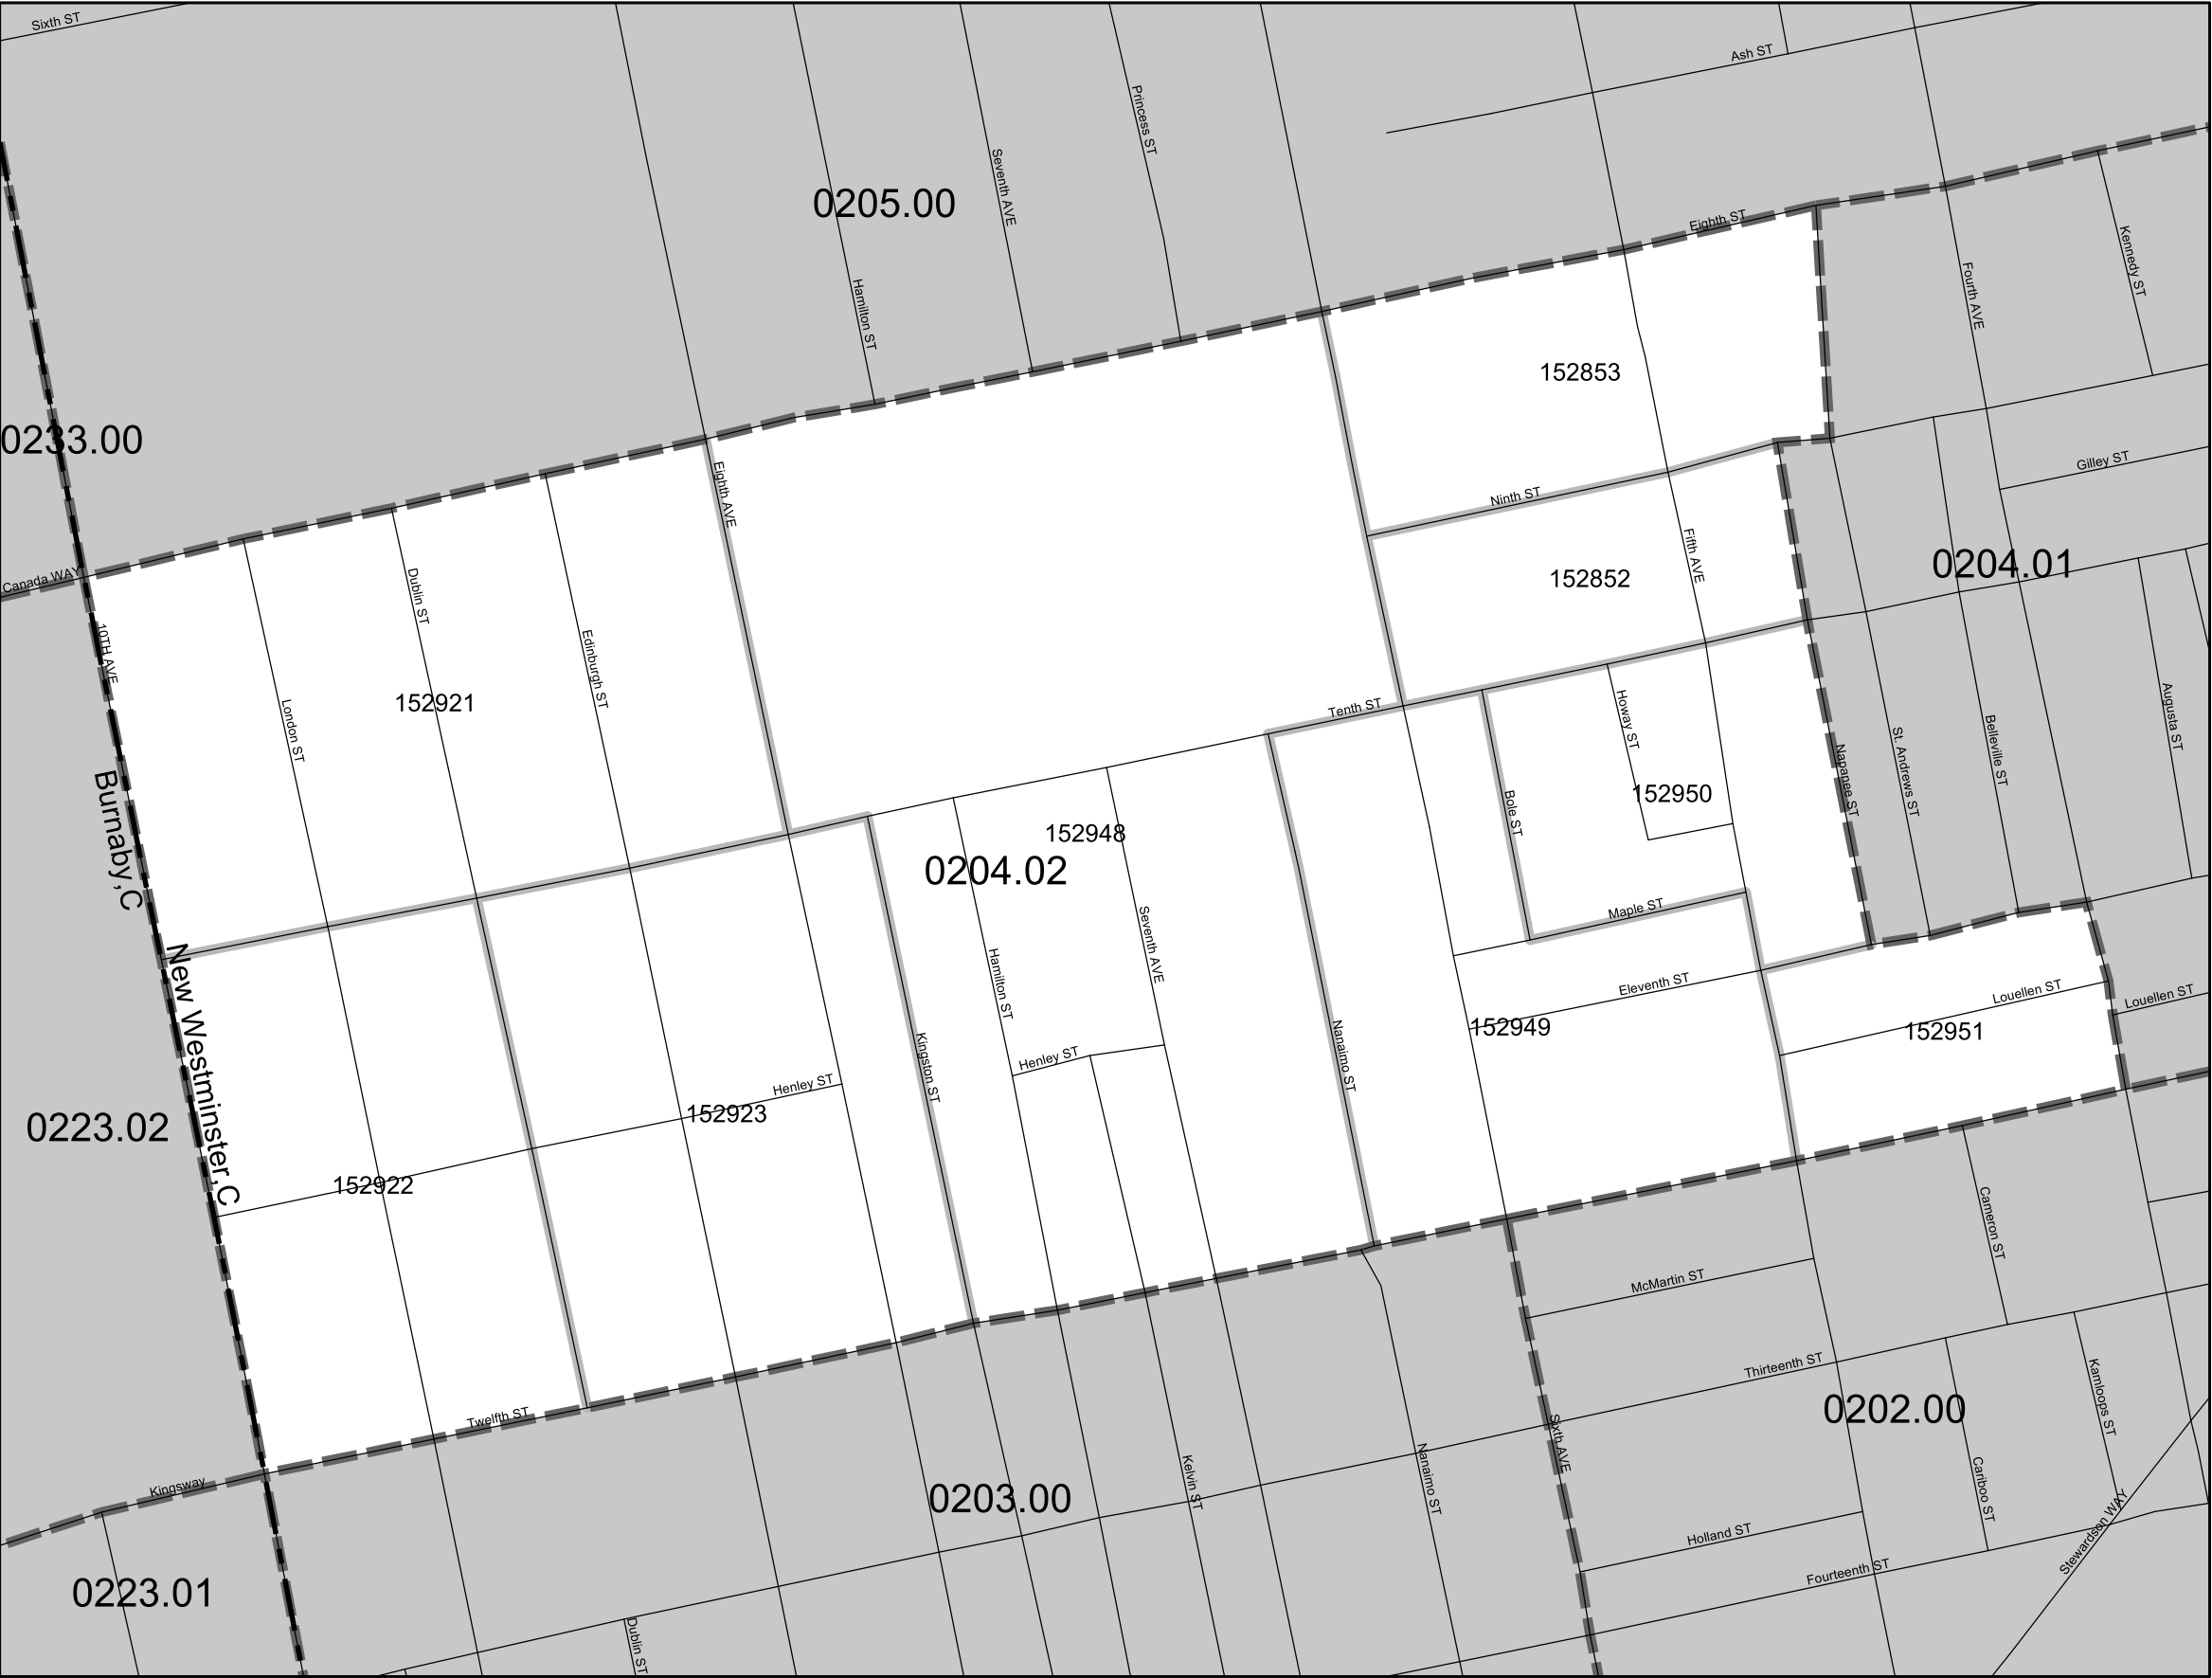 Sixth ST
Ash ST
Princess ST
Seventh AVE
0205.00
Eighth ST
Kennedy ST
Fourth AVE
Hamilton ST
152853
0233.00
Gilley ST
Eighth AVE
Ninth ST
Fifth AVE
0204.01
Canada WAY
152852
Dublin ST
10TH AVE
Edinburgh ST
152921
London ST
Tenth ST
Howay ST
Augusta ST
Belleville ST
St. Andrews ST
Napanee ST
152950
Bole ST
Burnaby,C
152948
0204.02
Maple ST
Seventh AVE
Hamilton ST
Eleventh ST
Louellen ST
Louellen ST
New Westminster,C
152949
152951
Nanaimo ST
Kingston ST
Henley ST
Henley ST
152923
0223.02
152922
Cameron ST
McMartin ST
Thirteenth ST
Kamloops ST
0202.00
Twelfth ST
Sixth AVE
Nanaimo ST
Kelvin ST
Kingsway
0203.00
Cariboo ST
Stewardson WAY
Holland ST
Fourteenth ST
0223.01
Dublin ST